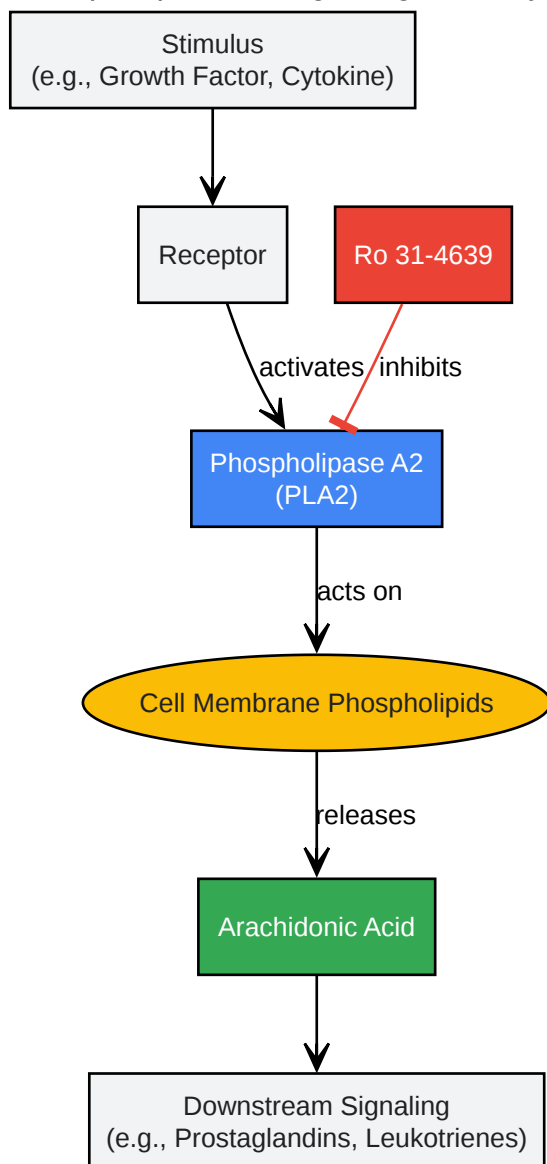 Stimulus
(e.g., Growth Factor, Cytokine)
Receptor
Ro 31-4639
activates
inhibits
Phospholipase A2
(PLA2)
acts on
Cell Membrane Phospholipids
releases
Arachidonic Acid
Downstream Signaling
(e.g., Prostaglandins, Leukotrienes)